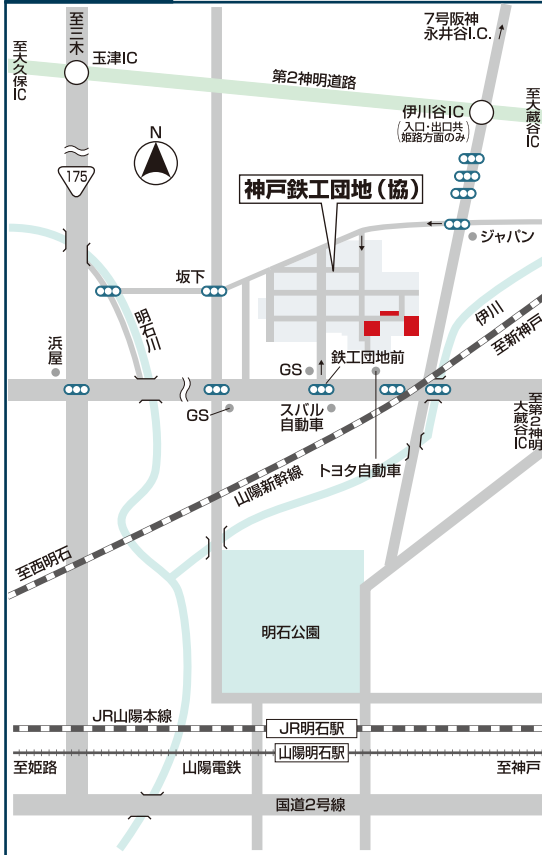 至三木
7号阪神
永井谷I.C.
至大久保IC
玉津IC
第2神明道路
伊川谷IC
(入口・出口共
姫路方面のみ)
至大蔵谷IC
N
175
神戸鉄工団地(協)
ジャパン
坂下
明石川
伊川
至新神戸
浜屋
GS
鉄工団地前
GS
スバル
自動車
トヨタ自動車
至第2神明
大蔵谷IC
山陽新幹線
至西明石
明石公園
JR山陽本線
JR明石駅
山陽明石駅
至姫路
山陽電鉄
至神戸
国道2号線